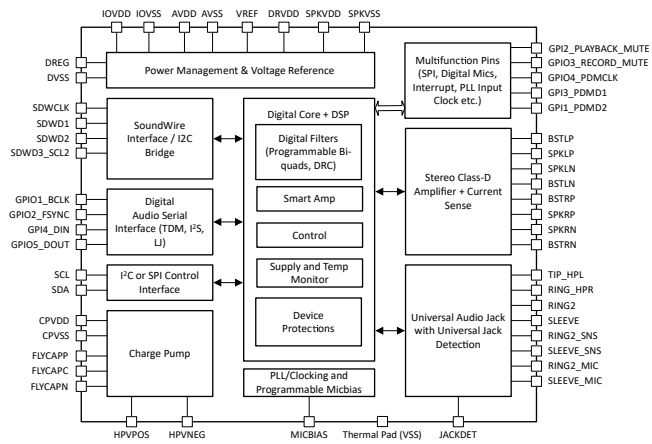 IOVDD
IOVSS
AVDD
AVSS
VREF
DRVDD
SPKVDD
SPKVSS
DREG
DVSS
Power Management & Voltage Reference
Multifunction Pins
(SPI, Digital Mics,
Interrupt, PLL Input
Clock etc.)
GPI2_PLAYBACK_MUTE
GPIO3_RECORD_MUTE
GPIO4_PDMCLK
GPI3_PDMD1
GPI1_PDMD2
SDWCLK
SDWD1
SDWD2
SDWD3_SCL2
SoundWire
Interface / I2C
Bridge
Digital Core + DSP
Digital Filters
(Programmable Bi-
quads, DRC)
Smart Amp
Control
Supply and Temp
Monitor
Device
Protections
Stereo Class-D
Amplifier + Current
Sense
BSTLP
SPKLP
SPKLN
BSTLN
BSTRP
SPKRP
SPKRN
BSTRN
GPIO1_BCLK
GPIO2_FSYNC
GPI4_DIN
GPIO5_DOUT
Digital
Audio Serial
Interface (TDM, I²S,
LJ)
SCL
SDA
I²C or SPI Control
Interface
CPVDD
CPVSS
FLYCAPP
FLYCAPC
FLYCAPN
Charge Pump
PLL/Clocking and
Programmable Micbias
Universal Audio Jack
with Universal Jack
Detection
TIP_HPL
RING_HPR
RING2
SLEEVE
RING2_SNS
SLEEVE_SNS
RING2_MIC
SLEEVE_MIC
HPVPOS
HPVNEG
MICBIAS
Thermal Pad (VSS)
JACKDET